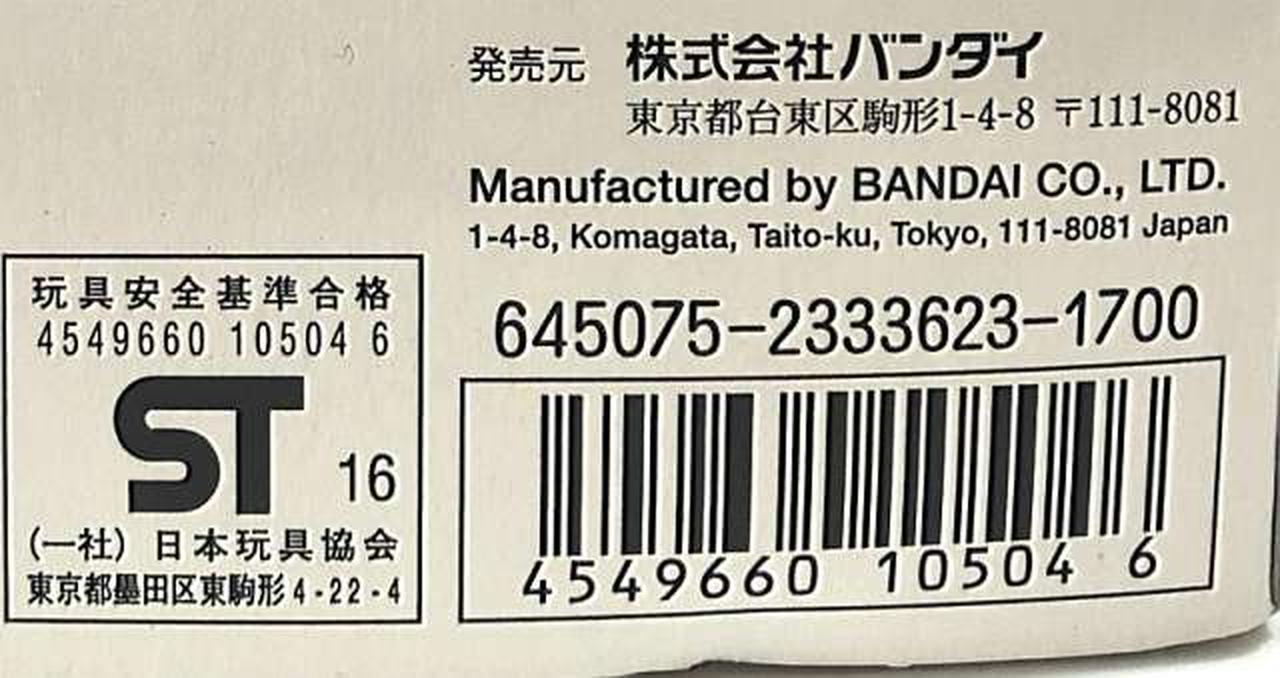 発売元 株式会社バンダイ
東京都台東区駒形1-4-8 〒111-8081
Manufactured by BANDAI CO., LTD.
1-4-8, Komagata, Taito-ku, Tokyo, 111-8081 Japan
645075-2333623-1700
4549660 10504 6
玩具安全基準合格
4549660 10504 6
ST 16
(一社) 日本玩具協会
東京都墨田区東駒形4-22-4